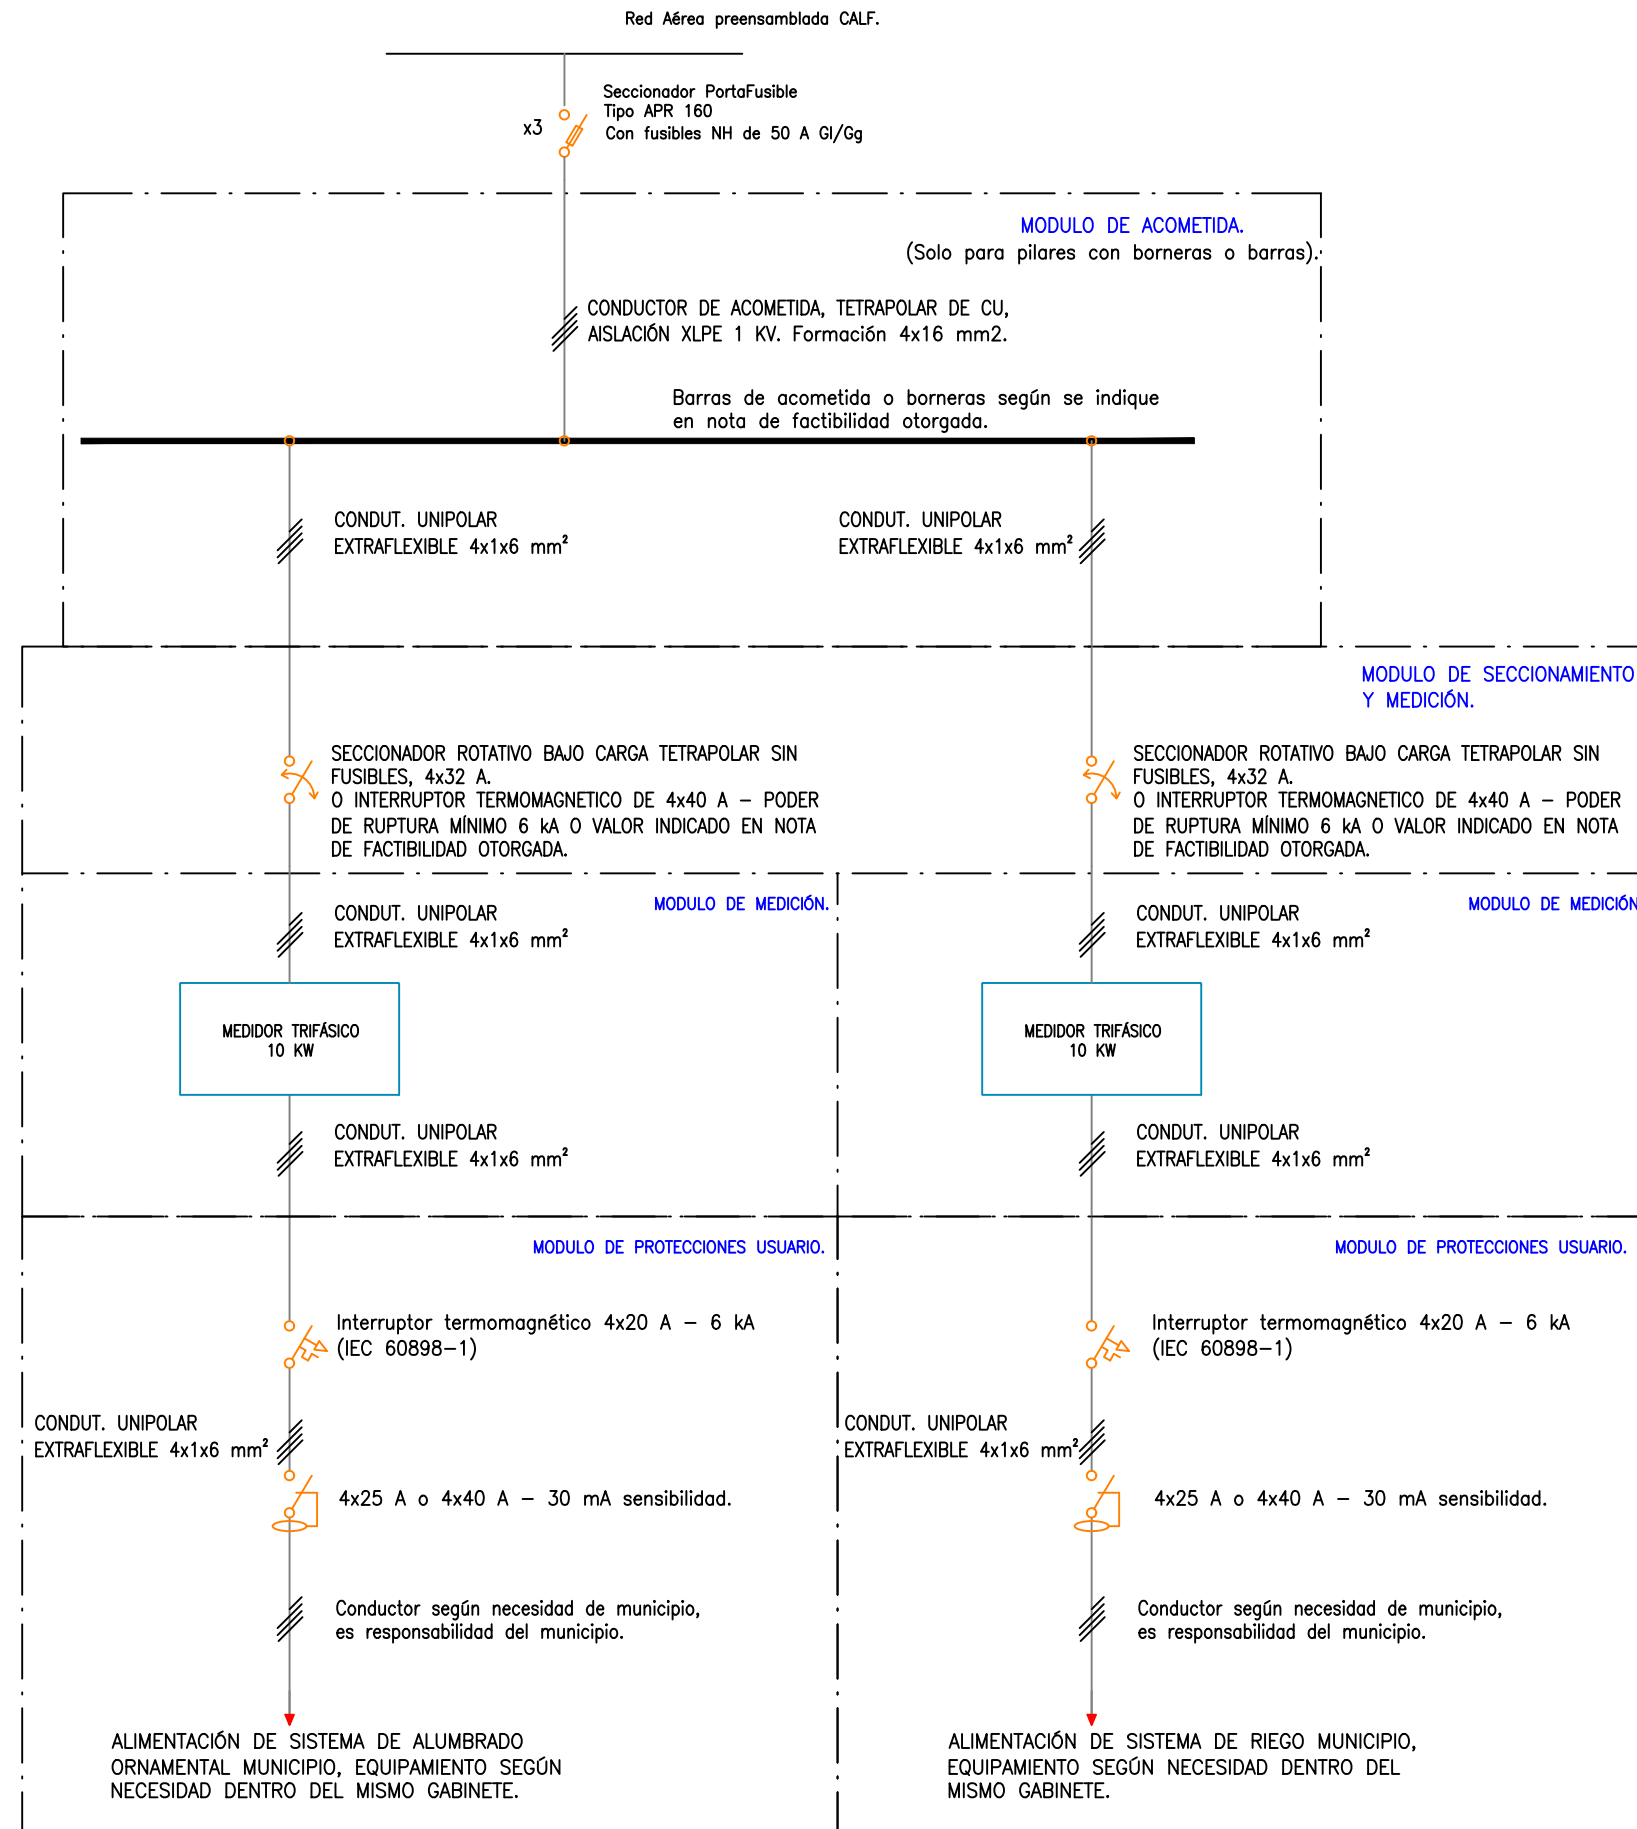 Red Aérea preensamblada CALF.
Seccionador PortaFusible
Tipo APR 160
x3
Con fusibles NH de 50 A Gl/Gg
MODULO DE ACOMETIDA.
(Solo para pilares con borneras o barras).
CONDUCTOR DE ACOMETIDA, TETRAPOLAR DE CU,
AISLACIÓN XLPE 1 KV. Formación 4x16 mm2.
Barras de acometida o borneras según se indique
en nota de factibilidad otorgada.
CONDUT. UNIPOLAR
EXTRAFLEXIBLE 4x1x6 mm²
CONDUT. UNIPOLAR
EXTRAFLEXIBLE 4x1x6 mm²
MODULO DE SECCIONAMIENTO
Y MEDICIÓN.
SECCIONADOR ROTATIVO BAJO CARGA TETRAPOLAR SIN
FUSIBLES, 4x32 A.
O INTERRUPTOR TERMOMAGNETICO DE 4x40 A – PODER
DE RUPTURA MÍNIMO 6 kA O VALOR INDICADO EN NOTA
DE FACTIBILIDAD OTORGADA.
SECCIONADOR ROTATIVO BAJO CARGA TETRAPOLAR SIN
FUSIBLES, 4x32 A.
O INTERRUPTOR TERMOMAGNETICO DE 4x40 A – PODER
DE RUPTURA MÍNIMO 6 kA O VALOR INDICADO EN NOTA
DE FACTIBILIDAD OTORGADA.
MODULO DE MEDICIÓN.
CONDUT. UNIPOLAR
EXTRAFLEXIBLE 4x1x6 mm²
MODULO DE MEDICIÓN
CONDUT. UNIPOLAR
EXTRAFLEXIBLE 4x1x6 mm²
MEDIDOR TRIFÁSICO
10 KW
MEDIDOR TRIFÁSICO
10 KW
CONDUT. UNIPOLAR
EXTRAFLEXIBLE 4x1x6 mm²
CONDUT. UNIPOLAR
EXTRAFLEXIBLE 4x1x6 mm²
MODULO DE PROTECCIONES USUARIO.
MODULO DE PROTECCIONES USUARIO.
Interruptor termomagnético 4x20 A – 6 kA
(IEC 60898–1)
Interruptor termomagnético 4x20 A – 6 kA
(IEC 60898–1)
CONDUT. UNIPOLAR
EXTRAFLEXIBLE 4x1x6 mm²
CONDUT. UNIPOLAR
EXTRAFLEXIBLE 4x1x6 mm²
4x25 A o 4x40 A – 30 mA sensibilidad.
4x25 A o 4x40 A – 30 mA sensibilidad.
Conductor según necesidad de municipio,
es responsabilidad del municipio.
Conductor según necesidad de municipio,
es responsabilidad del municipio.
ALIMENTACIÓN DE SISTEMA DE ALUMBRADO
ORNAMENTAL MUNICIPIO, EQUIPAMIENTO SEGÚN
NECESIDAD DENTRO DEL MISMO GABINETE.
ALIMENTACIÓN DE SISTEMA DE RIEGO MUNICIPIO,
EQUIPAMIENTO SEGÚN NECESIDAD DENTRO DEL
MISMO GABINETE.